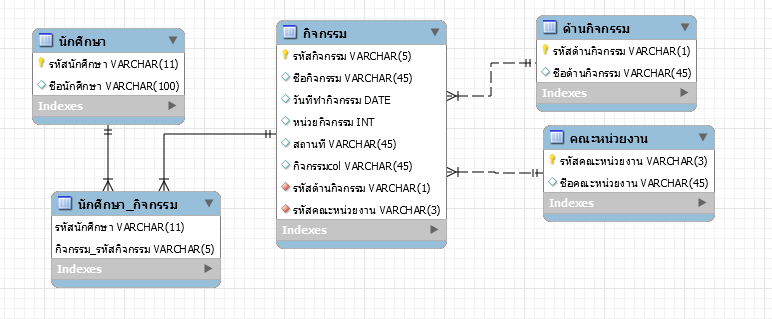 นักศึกษา
รหัสนักศึกษา VARCHAR(11)
ชื่อนักศึกษา VARCHAR(100)
Indexes
กิจกรรม
รหัสกิจกรรม VARCHAR(5)
ชื่อกิจกรรม VARCHAR(45)
วันที่ทำกิจกรรม DATE
หน่วยกิจกรรม INT
สถานที่ VARCHAR(45)
กิจกรรมcol VARCHAR(45)
รหัสด้านกิจกรรม VARCHAR(1)
รหัสคณะหน่วยงาน VARCHAR(3)
Indexes
ด้านกิจกรรม
รหัสด้านกิจกรรม VARCHAR(1)
ชื่อด้านกิจกรรม VARCHAR(45)
Indexes
คณะหน่วยงาน
รหัสคณะหน่วยงาน VARCHAR(3)
ชื่อคณะหน่วยงาน VARCHAR(45)
นักศึกษา_กิจกรรม
รหัสนักศึกษา VARCHAR(11)
กิจกรรม_รหัสกิจกรรม VARCHAR(5)
Indexes